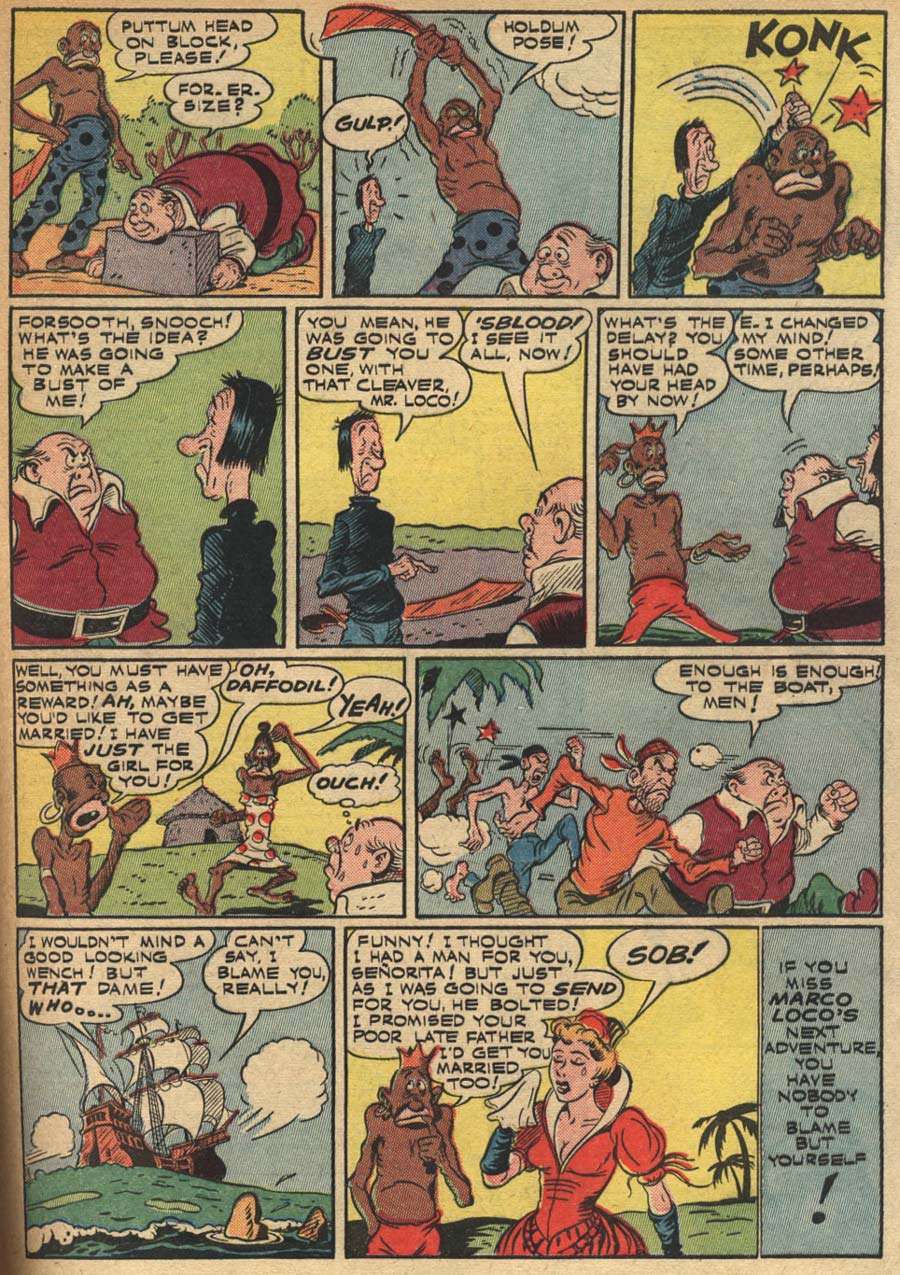 PUTTUM HEAD
ON BLOCK,
PLEASE!
FOR-ER-
SIZE?
HOLDUM
POSE!
GULP!
KONK
FORSOOTH, SNOOCH!
WHAT'S THE IDEA?
HE WAS GOING
TO MAKE A
BUST OF
ME!
YOU MEAN, HE
WAS GOING TO
BUST YOU
ONE, WITH
THAT CLEAVER,
MR. LOCO!
'SBLOOD!
I SEE IT
ALL, NOW!
WHAT'S THE
DELAY? YOU
SHOULD
HAVE HAD
YOUR HEAD
BY NOW!
E.. I CHANGED
MY MIND!
SOME OTHER
TIME, PERHAPS!
WELL, YOU MUST HAVE
SOMETHING AS A
REWARD! AH, MAYBE
YOU'D LIKE TO GET
MARRIED! I HAVE
JUST THE
GIRL FOR
YOU!
OH,
DAFFODIL!
YEAH!
OUCH!
ENOUGH IS ENOUGH!
TO THE BOAT,
MEN!
I WOULDN'T MIND A
GOOD LOOKING
WENCH! BUT
THAT DAME!
WHO....
CAN'T
SAY, I
BLAME YOU,
REALLY!
FUNNY! I THOUGHT
I HAD A MAN FOR YOU,
SEÑORITA! BUT JUST
AS I WAS GOING TO SEND
FOR YOU, HE BOLTED!
I PROMISED YOUR
POOR LATE FATHER
I'D GET YOU
MARRIED,
TOO!
SOB!
IF YOU
MISS
MARCO
LOCO'S
NEXT
ADVENTURE,
YOU
HAVE
NOBODY
TO
BLAME
BUT
YOURSELF
!